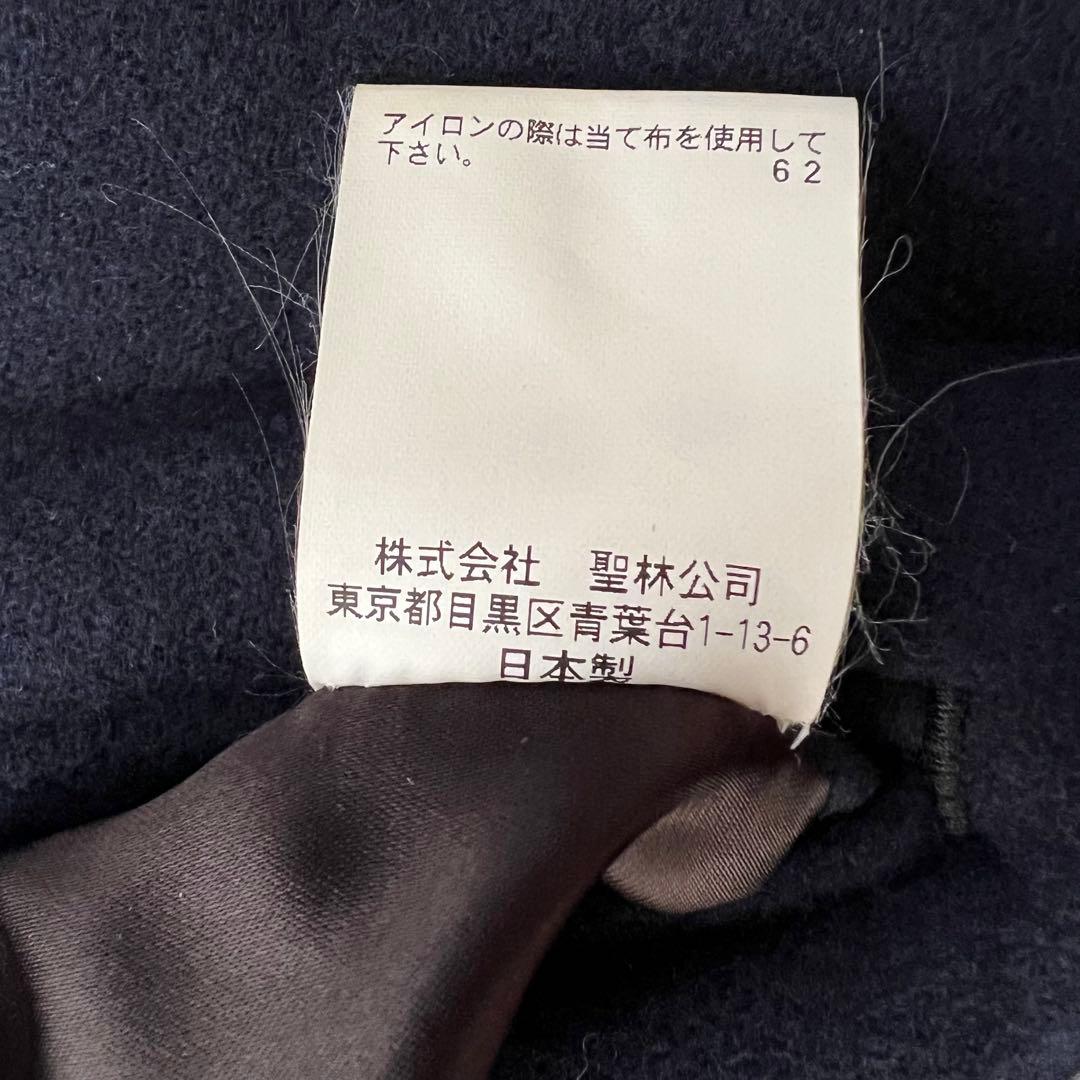 アイロンの際は当て布を使用して
下さい。
６２
株式会社　聖林公司
東京都目黒区青葉台1-13-6
日本製